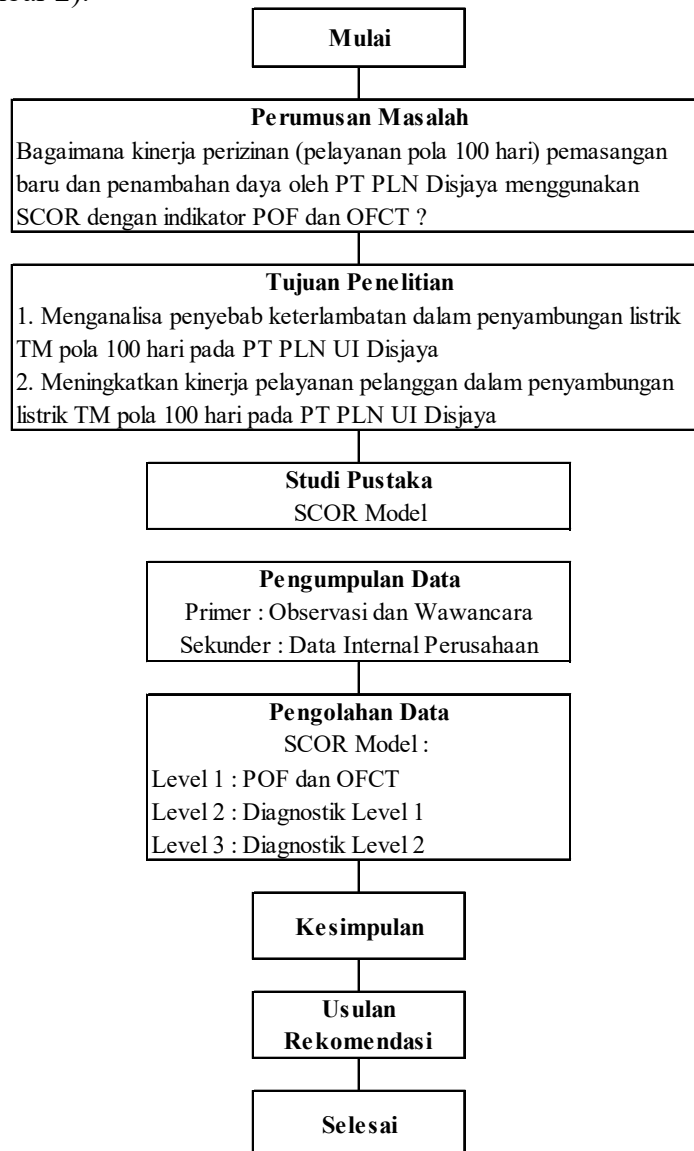 Mulai
Perumusan Masalah
Bagaimana kinerja perizinan (pelayanan pola 100 hari) pemasangan
baru dan penambahan daya oleh PT PLN Disjaya menggunakan
SCOR dengan indikator POF dan OFCT ?
Tujuan Penelitian
1. Menganalisa penyebab keterlambatan dalam penyambungan listrik
TM pola 100 hari pada PT PLN UI Disjaya
2. Meningkatkan kinerja pelayanan pelanggan dalam penyambungan
listrik TM pola 100 hari pada PT PLN UI Disjaya
Studi Pustaka
SCOR Model
Pengumpulan Data
Primer : Observasi dan Wawancara
Sekunder : Data Internal Perusahaan
Pengolahan Data
SCOR Model :
Level 1 : POF dan OFCT
Level 2 : Diagnostik Level 1
Level 3 : Diagnostik Level 2
Kesimpulan
Usulan
Rekomendasi
Selesai